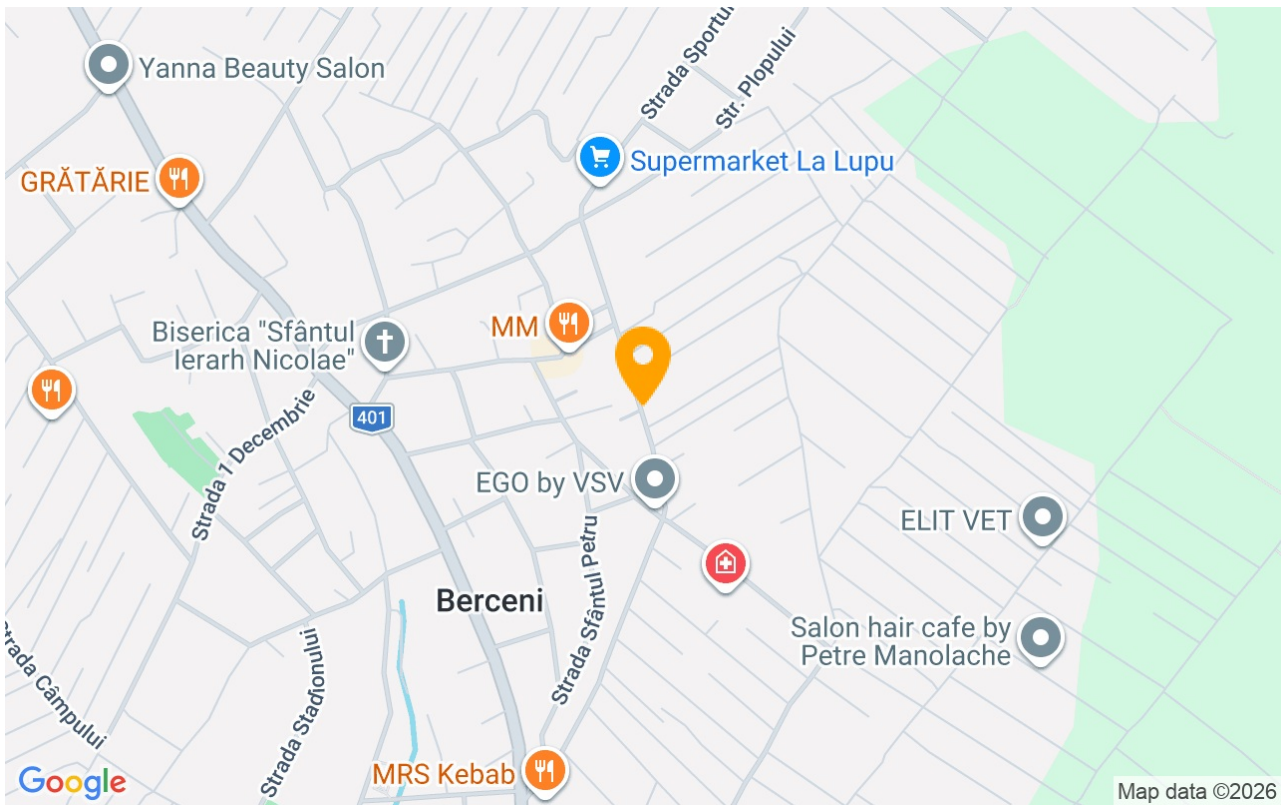 Yanna Beauty Salon
Strada Sportul
Str. Plopului
GRĂTĂRIE
Supermarket La Lupu
MM
Biserica "Sfântul
Ierarh Nicolae"
401
Strada 1 Decembrie
EGO by VSV
ELIT VET
Berceni
Strada Sfântul Petru
Salon hair cafe by
Petre Manolache
Strada Câmpului
Strada Stadionului
MRS Kebab
Google
Map data ©2026